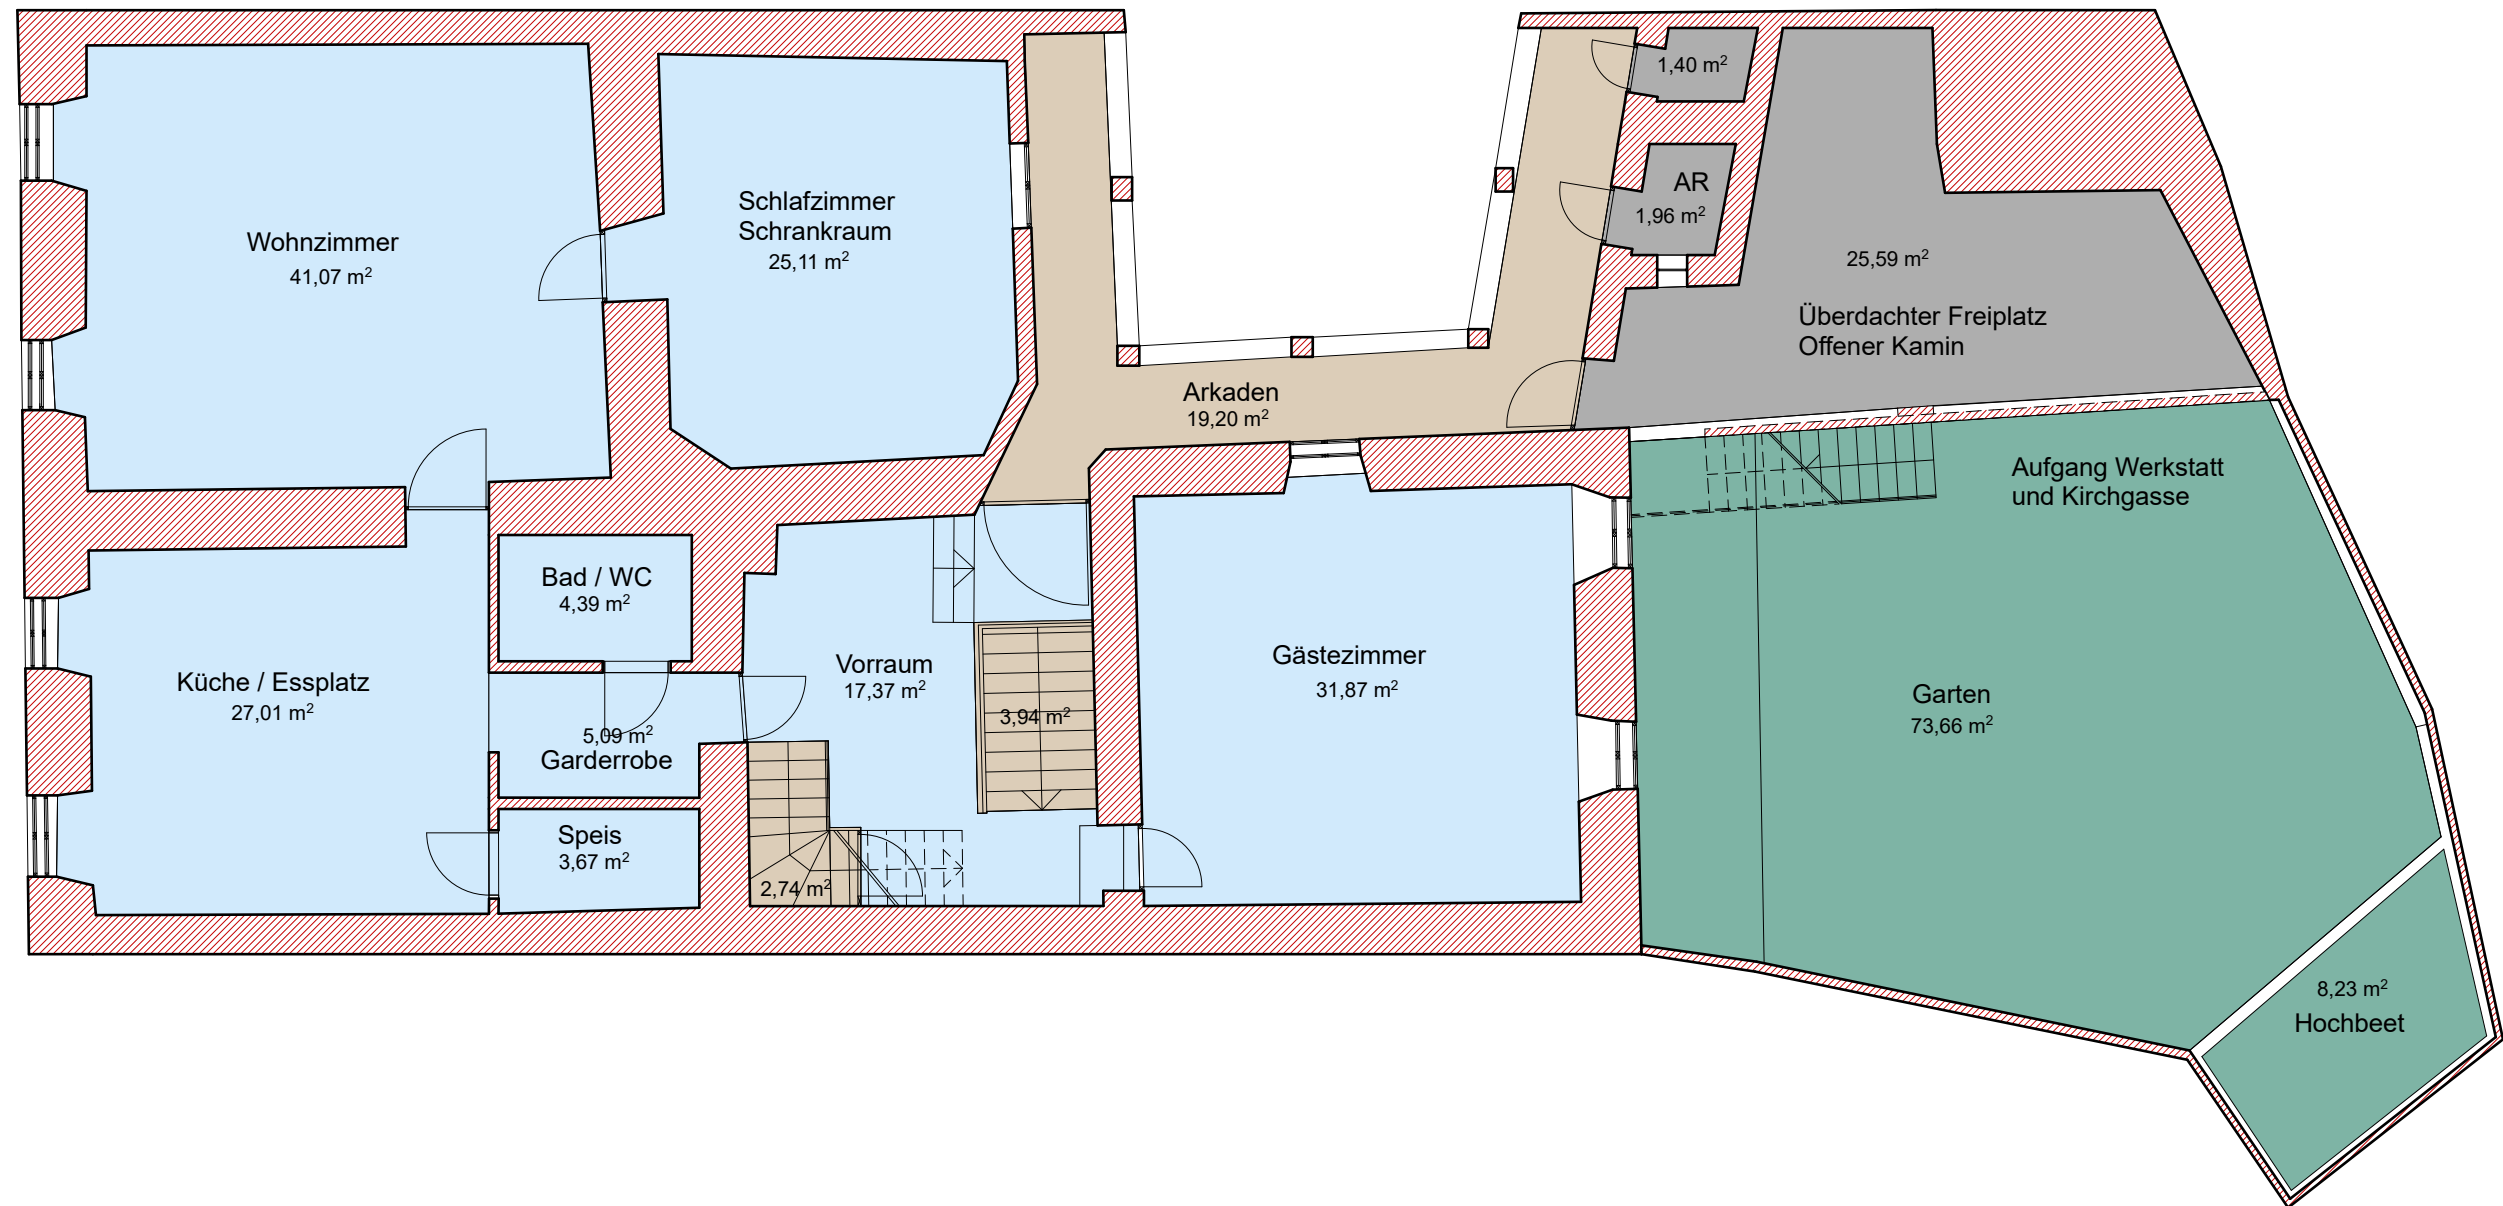 1,40 m²
AR
1,96 m²
Wohnzimmer
41,07 m²
Schlafzimmer
Schrankraum
25,11 m²
25,59 m²
Überdachter Freiplatz
Offener Kamin
Arkaden
19,20 m²
Aufgang Werkstatt
und Kirchgasse
Bad / WC
4,39 m²
Küche / Essplatz
27,01 m²
Vorraum
17,37 m²
3,94 m²
Gästezimmer
31,87 m²
Garten
73,66 m²
5,09 m²
Garderrobe
Speis
3,67 m²
2,74 m²
8,23 m²
Hochbeet